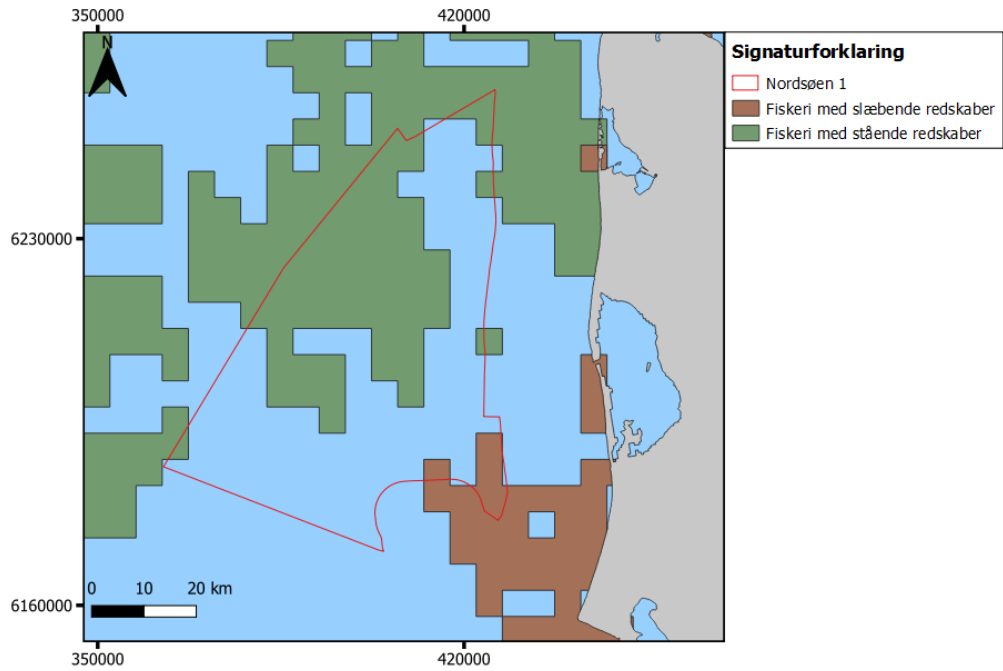 350000
420000
N
6230000
6160000
0
10
20 km
350000
420000
Signaturforklaring
Nordsøen 1
Fiskeri med slæbende redskaber
Fiskeri med stående redskaber